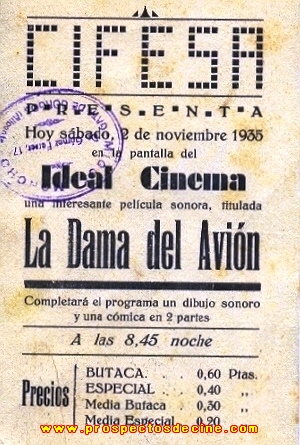 CIFESA
PRESENTA
Hoy sábado, 2 de noviembre 1935
en la pantalla del
Ideal Cinema
una interesante película sonora, titulada
La Dama del Avión
Completará el programa un dibujo sonoro
y una cómica en 2 partes
A las 8,45 noche
Precios
BUTACA. . . 0,60 Ptas.
ESPECIAL . . 0,40 ,,
Media Butaca 0,30 ,,
Media Especial . 0,20 ,,
www.prospectosdecine.com